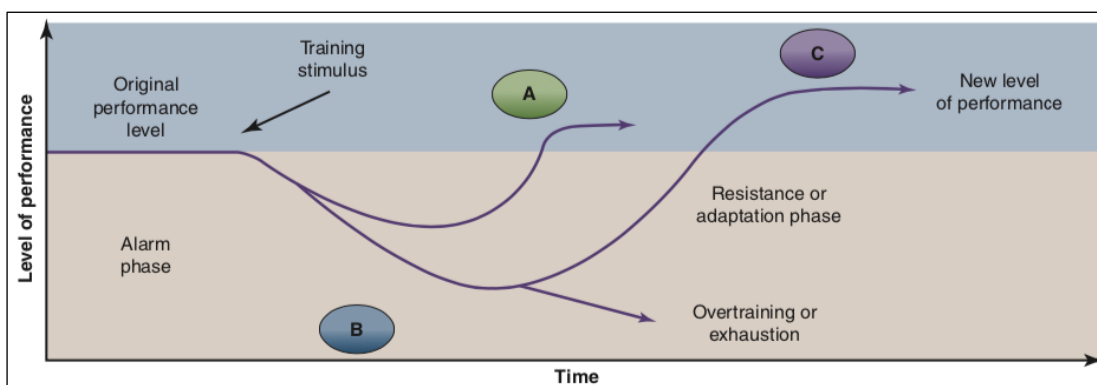 Level of performance
Original
performance
level
Training
stimulus
A
C
New level
of performance
Alarm
phase
Resistance or
adaptation phase
B
Overtraining or
exhaustion
Time